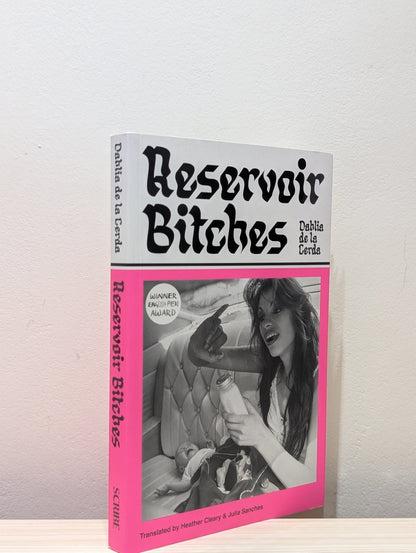 Dahlia de la Cerda
Reservoir Bitches
SCRIBE
Reservoir
Bitches
Dahlia
de la
Cerda
WINNER
ENGLISH PEN
AWARD
Translated by Heather Cleary & Julia Sanches